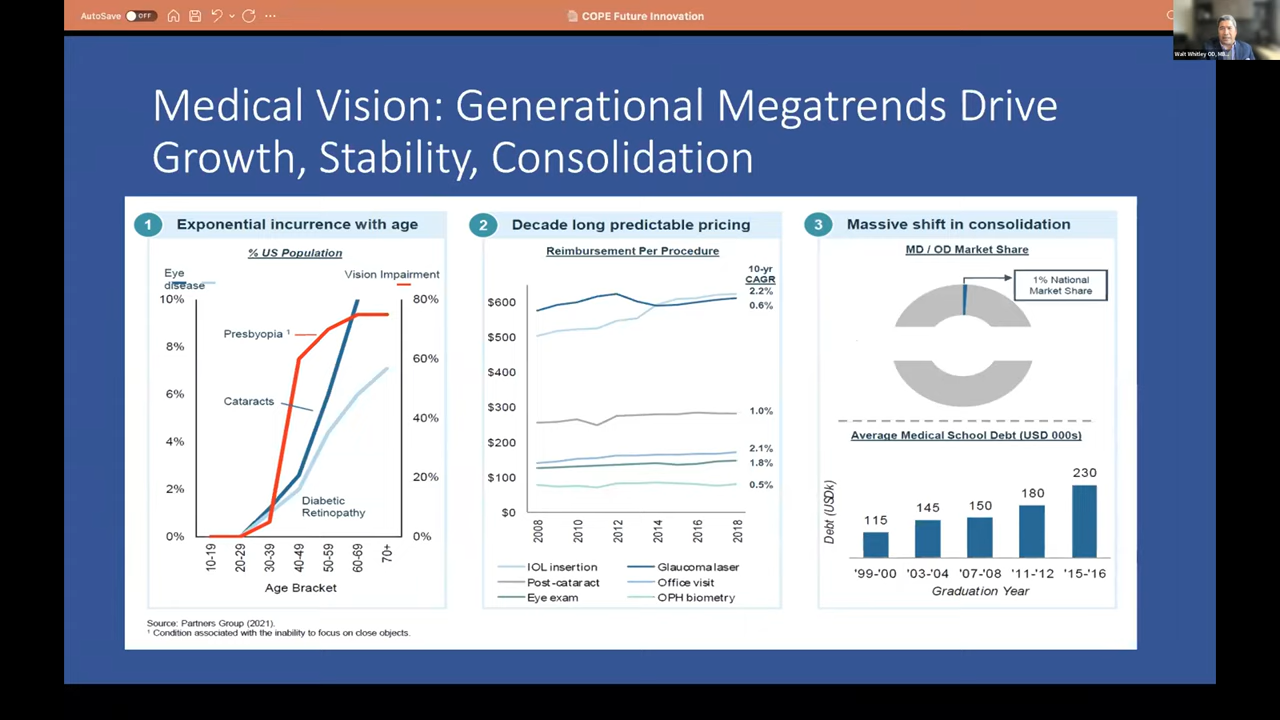 AutoSave OFF
COPE Future Innovation
Walt Whitley OD, MB...
Medical Vision: Generational Megatrends Drive
Growth, Stability, Consolidation
1 Exponential incurrence with age
% US Population
Eye
disease
Vision Impairment
10%
8%
6%
4%
2%
0%
80%
60%
40%
20%
0%
Presbyopia ¹
Cataracts
Diabetic
Retinopathy
10-19
20-29
30-39
40-49
50-59
60-69
70+
Age Bracket
2 Decade long predictable pricing
Reimbursement Per Procedure
10-yr
CAGR
2.2%
0.6%
1.0%
2.1%
1.8%
0.5%
$600
$500
$400
$300
$200
$100
$0
2008
2010
2012
2014
2016
2018
IOL insertion
Glaucoma laser
Post-cataract
Office visit
Eye exam
OPH biometry
3 Massive shift in consolidation
MD / OD Market Share
1% National
Market Share
Average Medical School Debt (USD 000s)
Debt (USDk)
115
145
150
180
230
'99-'00
'03-'04
'07-'08
'11-'12
'15-'16
Graduation Year
Source: Partners Group (2021).
¹ Condition associated with the inability to focus on close objects.